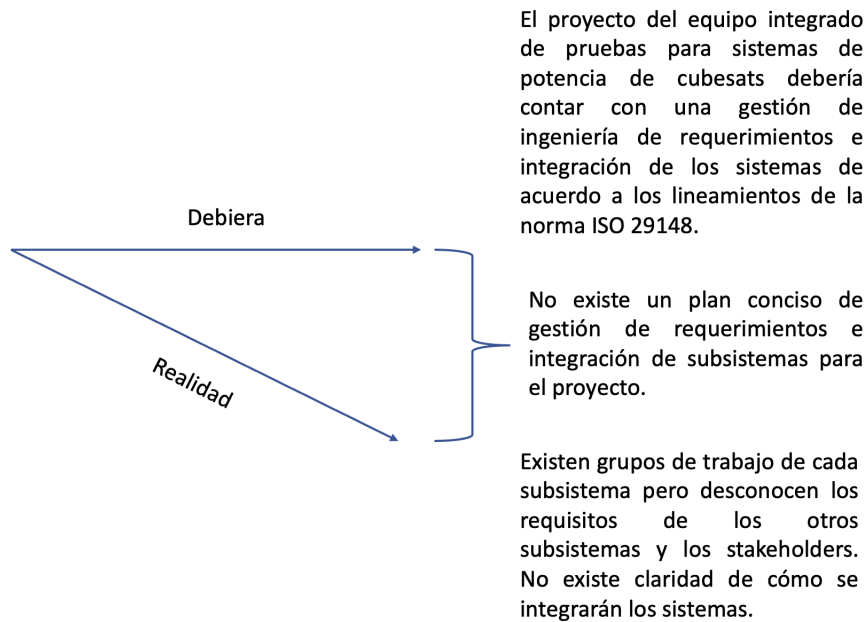 El proyecto del equipo integrado
de pruebas para sistemas de
potencia de cubesats debería
contar con una gestión de
ingeniería de requerimientos e
integración de los sistemas de
acuerdo a los lineamientos de la
norma ISO 29148.
Debiera
No existe un plan conciso de
gestión de requerimientos e
integración de subsistemas para
el proyecto.
Realidad
Existen grupos de trabajo de cada
subsistema pero desconocen los
requisitos de los otros
subsistemas y los stakeholders.
No existe claridad de cómo se
integrarán los sistemas.